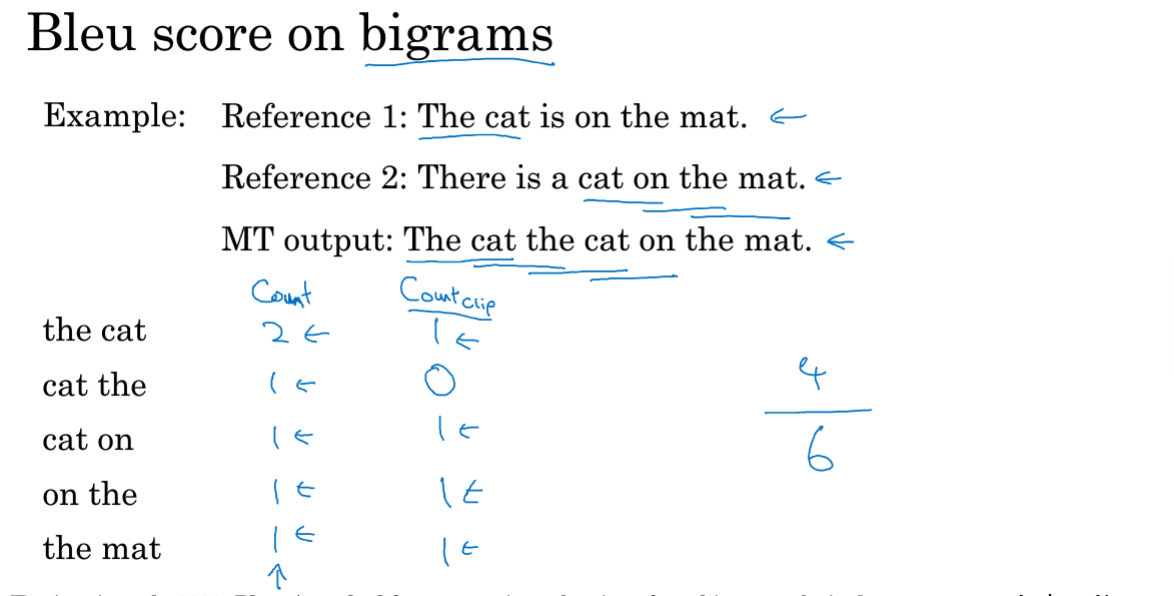 Bleu score on bigrams
Example: Reference 1: The cat is on the mat. ←
Reference 2: There is a cat on the mat. ←
MT output: The cat the cat on the mat. ←
Count Count clip
the cat 2 ← 1 ←
cat the 1 ← 0
cat on 1 ← 1 ←
on the 1 ← 1 ←
the mat 1 ← 1 ←
↑
4
6